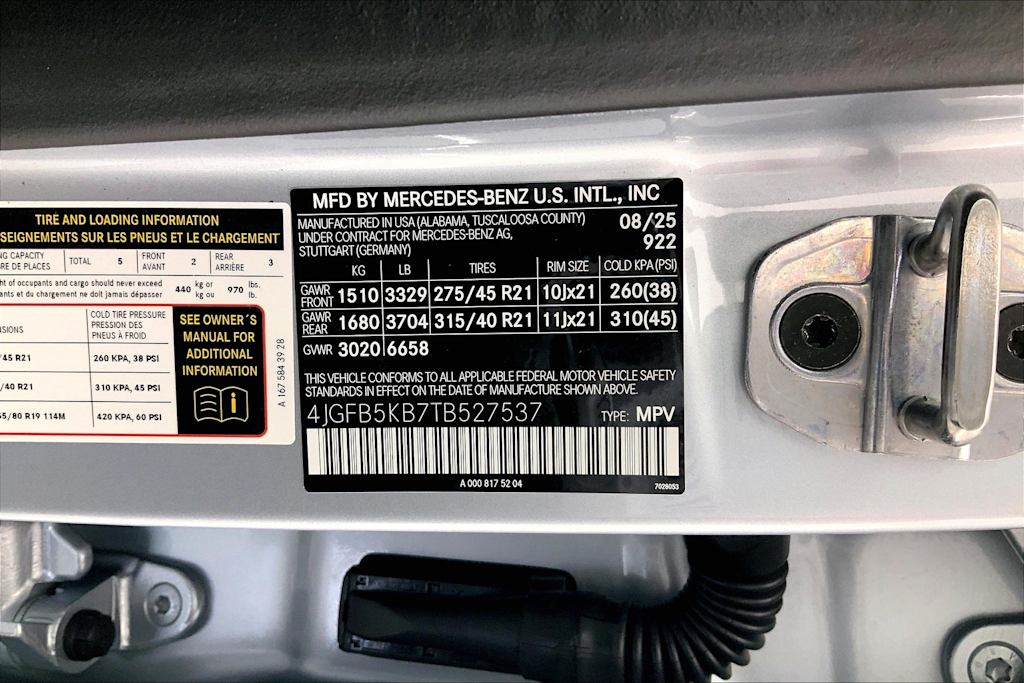 TIRE AND LOADING INFORMATION
SEIGNEMENTS SUR LES PNEUS ET LE CHARGEMENT
NG CAPACITY
RE DE PLACES
TOTAL 5
FRONT
AVANT 2
REAR
ARRIÈRE 3
ht of occupants and cargo should never exceed
ants et du chargement ne doit jamais dépasser
440 kg or
kg ou
970 lbs.
lb.
NSIONS
COLD TIRE PRESSURE
PRESSION DES
PNEUS À FROID
/45 R21 260 KPA, 38 PSI
/40 R21 310 KPA, 45 PSI
5/80 R19 114M 420 KPA, 60 PSI
SEE OWNER´S
MANUAL FOR
ADDITIONAL
INFORMATION
A 167 584 39 28
MFD BY MERCEDES-BENZ U.S. INTL., INC
MANUFACTURED IN USA (ALABAMA, TUSCALOOSA COUNTY)
UNDER CONTRACT FOR MERCEDES-BENZ AG,
STUTTGART (GERMANY)
08/25
922
KG LB TIRES RIM SIZE COLD KPA(PSI)
GAWR
FRONT 1510 3329 275/45 R21 10Jx21 260(38)
GAWR
REAR 1680 3704 315/40 R21 11Jx21 310(45)
GVWR 3020 6658
THIS VEHICLE CONFORMS TO ALL APPLICABLE FEDERAL MOTOR VEHICLE SAFETY
STANDARDS IN EFFECT ON THE DATE OF MANUFACTURE SHOWN ABOVE.
4JGFB5KB7TB527537 TYPE: MPV
A 000 817 52 04
7028053